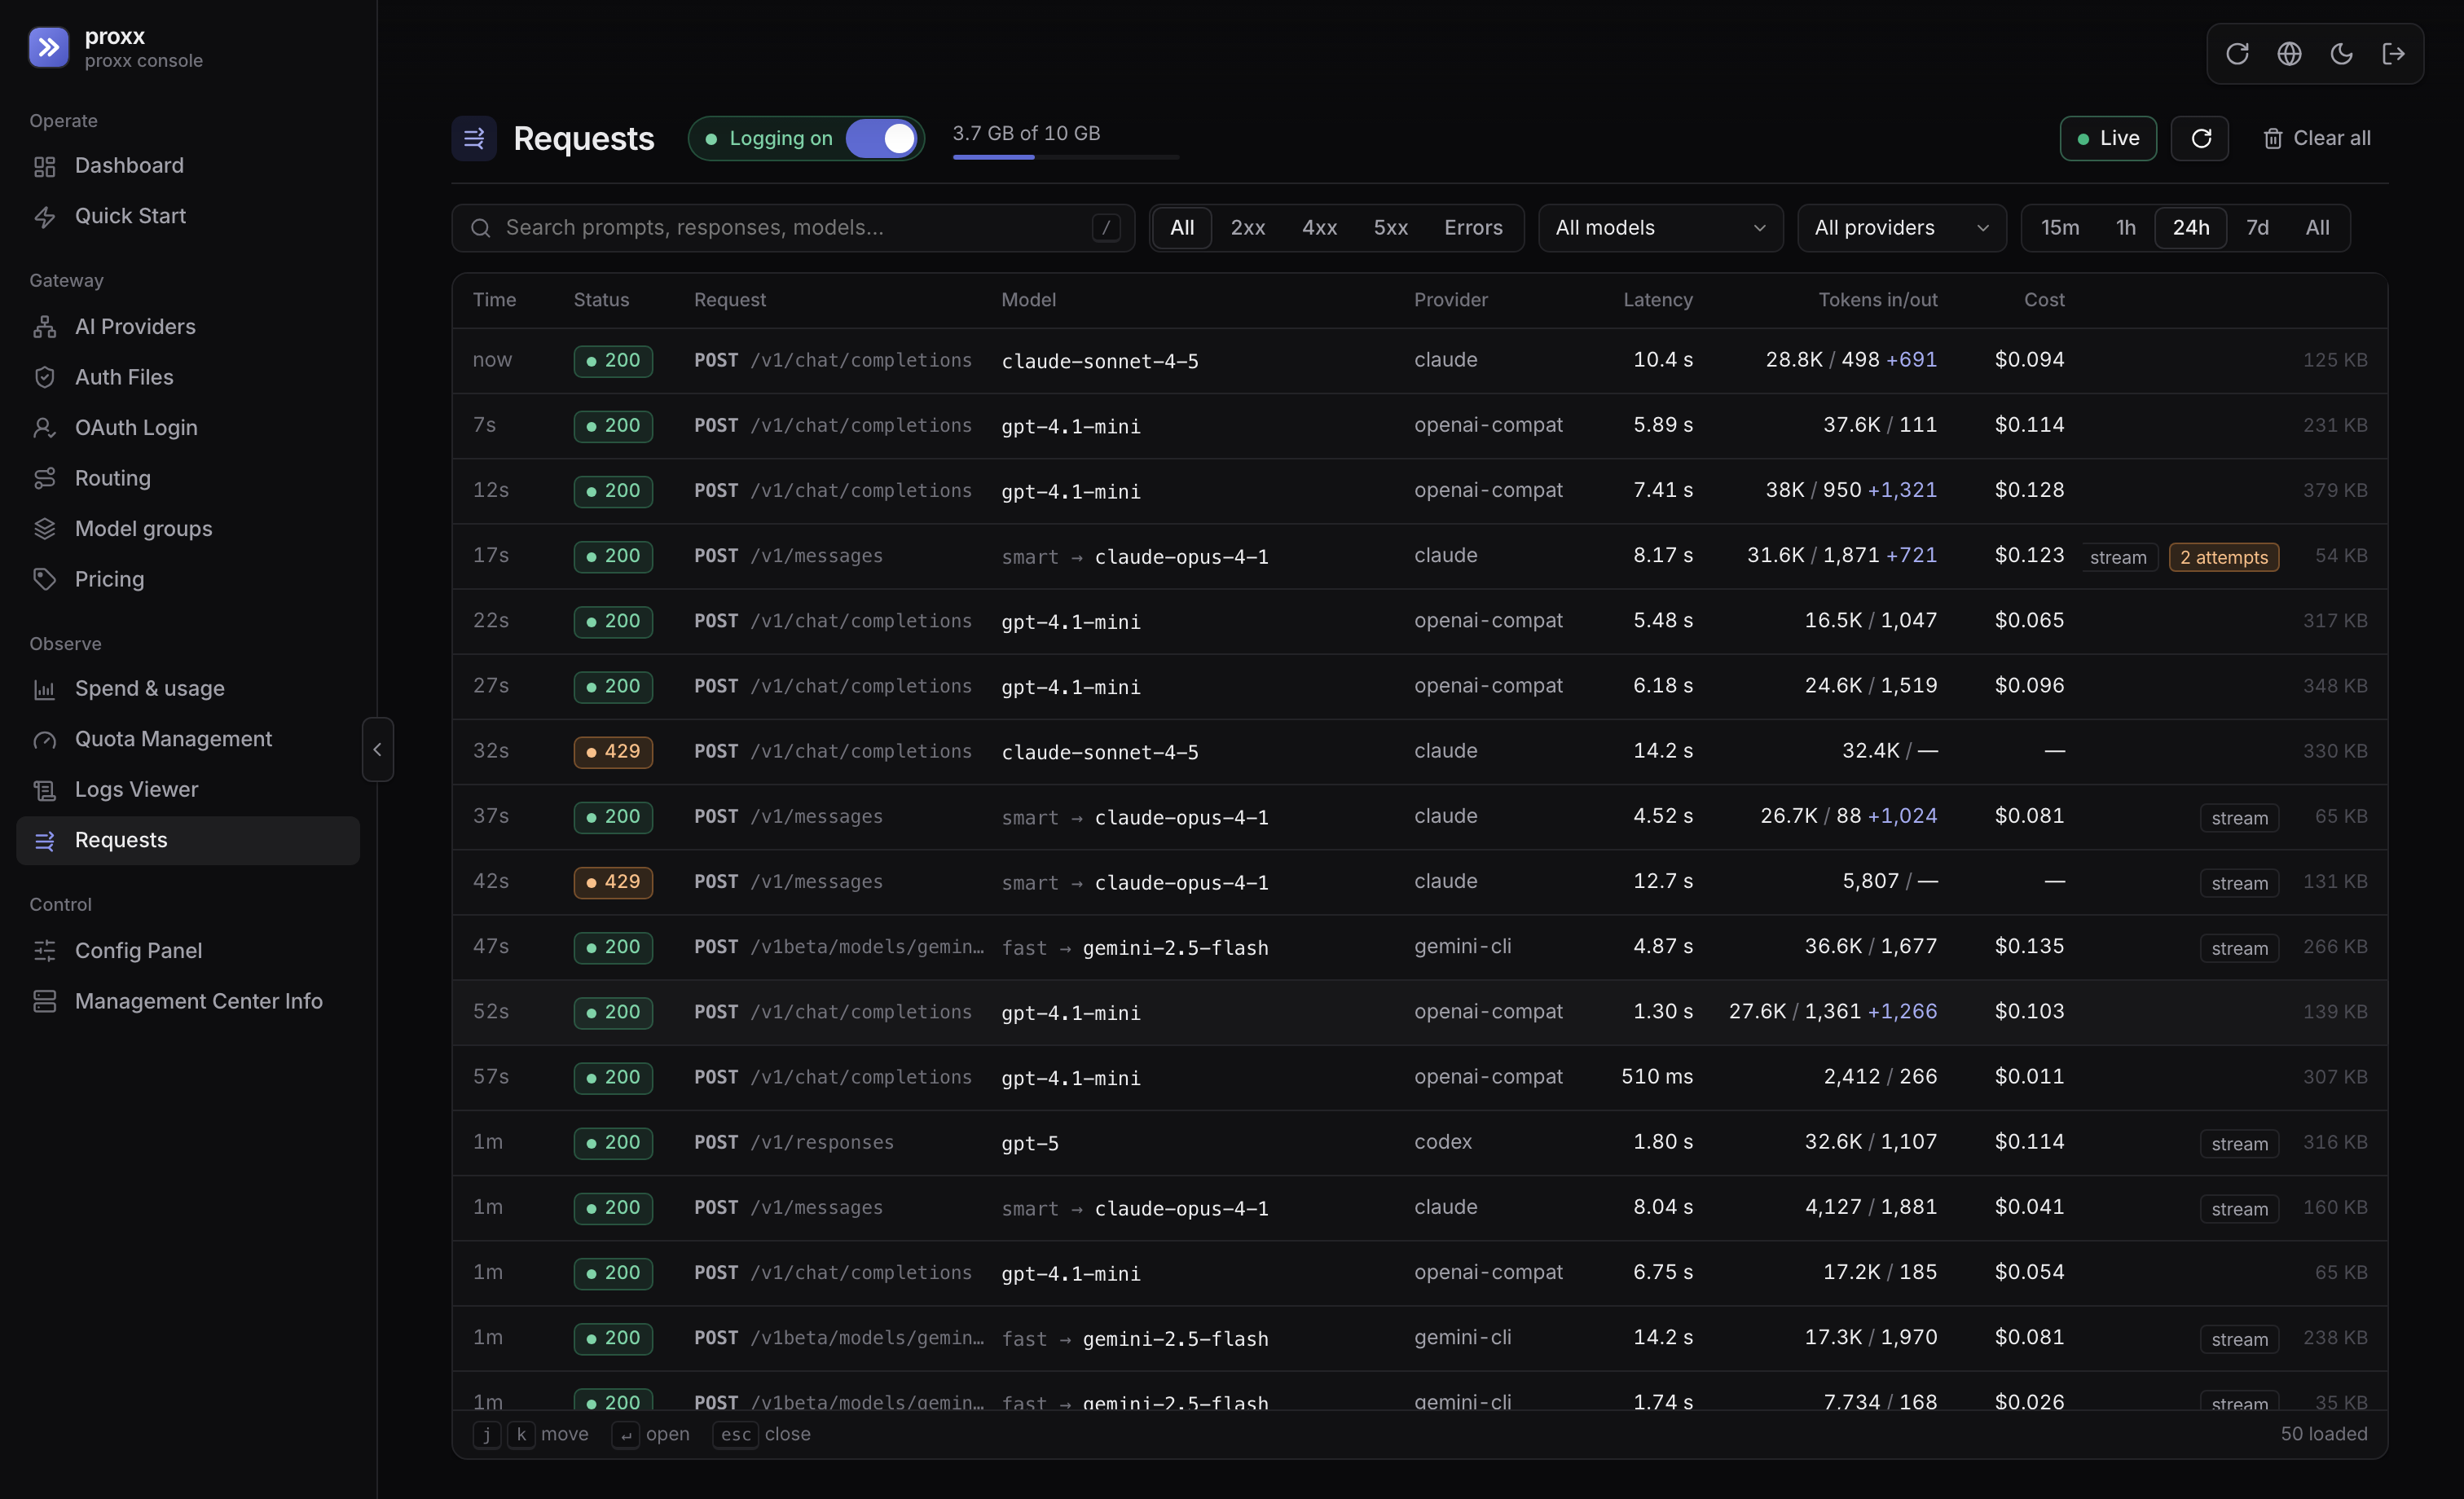 proxx
proxx console
Operate
Dashboard
Quick Start
Gateway
AI Providers
Auth Files
OAuth Login
Routing
Model groups
Pricing
Observe
Spend & usage
Quota Management
Logs Viewer
Requests
Control
Config Panel
Management Center Info
Requests
Logging on
3.7 GB of 10 GB
Live
Clear all
Search prompts, responses, models... /
All 2xx 4xx 5xx Errors
All models
All providers
15m 1h 24h 7d All
Time Status Request Model Provider Latency Tokens in/out Cost
now 200 POST /v1/chat/completions claude-sonnet-4-5 claude 10.4 s 28.8K / 498 +691 $0.094 125 KB
7s 200 POST /v1/chat/completions gpt-4.1-mini openai-compat 5.89 s 37.6K / 111 $0.114 231 KB
12s 200 POST /v1/chat/completions gpt-4.1-mini openai-compat 7.41 s 38K / 950 +1,321 $0.128 379 KB
17s 200 POST /v1/messages smart → claude-opus-4-1 claude 8.17 s 31.6K / 1,871 +721 $0.123 stream 2 attempts 54 KB
22s 200 POST /v1/chat/completions gpt-4.1-mini openai-compat 5.48 s 16.5K / 1,047 $0.065 317 KB
27s 200 POST /v1/chat/completions gpt-4.1-mini openai-compat 6.18 s 24.6K / 1,519 $0.096 348 KB
32s 429 POST /v1/chat/completions claude-sonnet-4-5 claude 14.2 s 32.4K / — — 330 KB
37s 200 POST /v1/messages smart → claude-opus-4-1 claude 4.52 s 26.7K / 88 +1,024 $0.081 stream 65 KB
42s 429 POST /v1/messages smart → claude-opus-4-1 claude 12.7 s 5,807 / — — stream 131 KB
47s 200 POST /v1beta/models/gemin… fast → gemini-2.5-flash gemini-cli 4.87 s 36.6K / 1,677 $0.135 stream 266 KB
52s 200 POST /v1/chat/completions gpt-4.1-mini openai-compat 1.30 s 27.6K / 1,361 +1,266 $0.103 139 KB
57s 200 POST /v1/chat/completions gpt-4.1-mini openai-compat 510 ms 2,412 / 266 $0.011 307 KB
1m 200 POST /v1/responses gpt-5 codex 1.80 s 32.6K / 1,107 $0.114 stream 316 KB
1m 200 POST /v1/messages smart → claude-opus-4-1 claude 8.04 s 4,127 / 1,881 $0.041 stream 160 KB
1m 200 POST /v1/chat/completions gpt-4.1-mini openai-compat 6.75 s 17.2K / 185 $0.054 65 KB
1m 200 POST /v1beta/models/gemin… fast → gemini-2.5-flash gemini-cli 14.2 s 17.3K / 1,970 $0.081 stream 238 KB
1m 200 POST /v1beta/models/gemin… fast → gemini-2.5-flash gemini-cli 1.74 s 7,734 / 168 $0.026 stream 35 KB
j k move ↵ open esc close
50 loaded